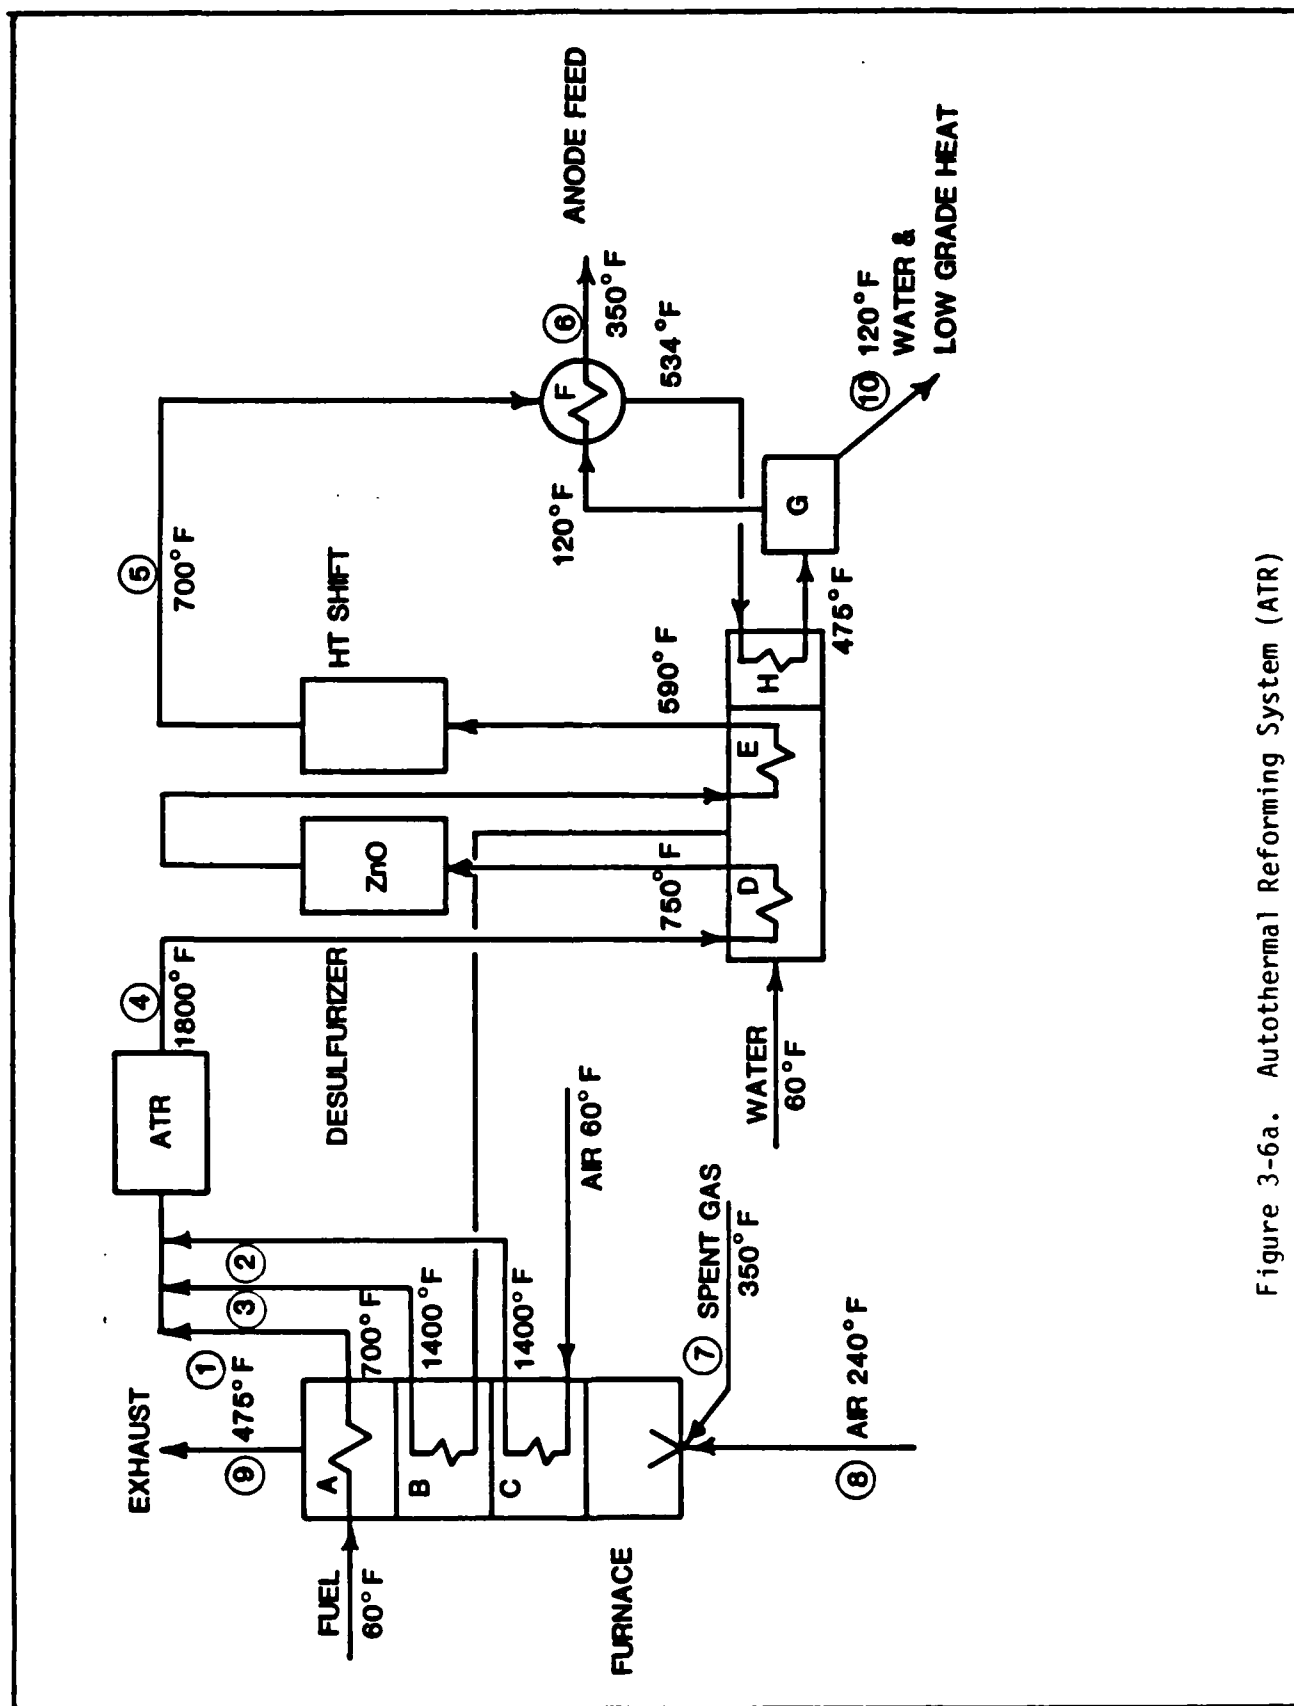 EXHAUST
⑨ 475°F
①
③
②
FUEL
60°F
A
700°F
B
1400°F
C
1400°F
FURNACE
⑦ SPENT GAS
350°F
⑧ AIR 240°F
AIR 60°F
ATR
④
1800°F
DESULFURIZER
ZnO
750°F
WATER
60°F
D
E
590°F
HT SHIFT
⑤
700°F
H
475°F
G
120°F
F
534°F
⑥
350°F
ANODE FEED
⑩ 120°F
WATER &
LOW GRADE HEAT
Figure 3-6a. Autothermal Reforming System (ATR)